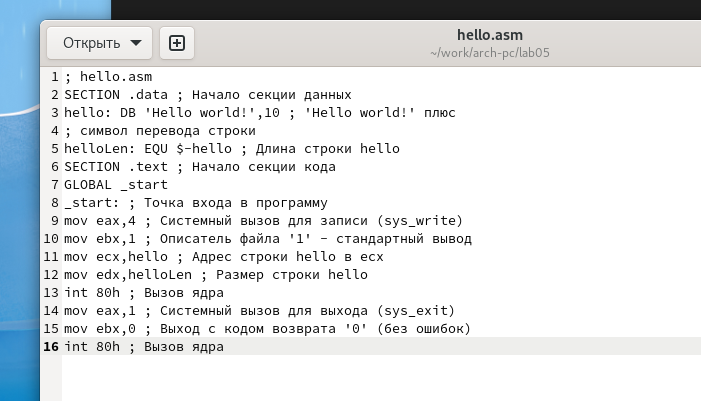 Открыть
hello.asm
~/work/arch-pc/lab05
1 ; hello.asm
2 SECTION .data ; Начало секции данных
3 hello: DB 'Hello world!',10 ; 'Hello world!' плюс
4 ; символ перевода строки
5 helloLen: EQU $-hello ; Длина строки hello
6 SECTION .text ; Начало секции кода
7 GLOBAL _start
8 _start: ; Точка входа в программу
9 mov eax,4 ; Системный вызов для записи (sys_write)
10 mov ebx,1 ; Описатель файла '1' - стандартный вывод
11 mov ecx,hello ; Адрес строки hello в ecx
12 mov edx,helloLen ; Размер строки hello
13 int 80h ; Вызов ядра
14 mov eax,1 ; Системный вызов для выхода (sys_exit)
15 mov ebx,0 ; Выход с кодом возврата '0' (без ошибок)
16 int 80h ; Вызов ядра